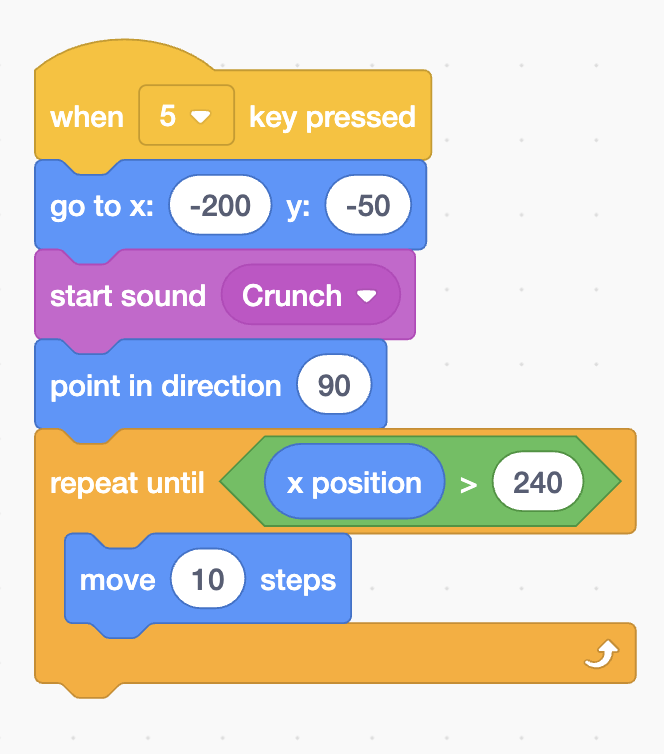 when 5 key pressed
go to x: -200 y: -50
start sound Crunch
point in direction 90
repeat until x position > 240
move 10 steps